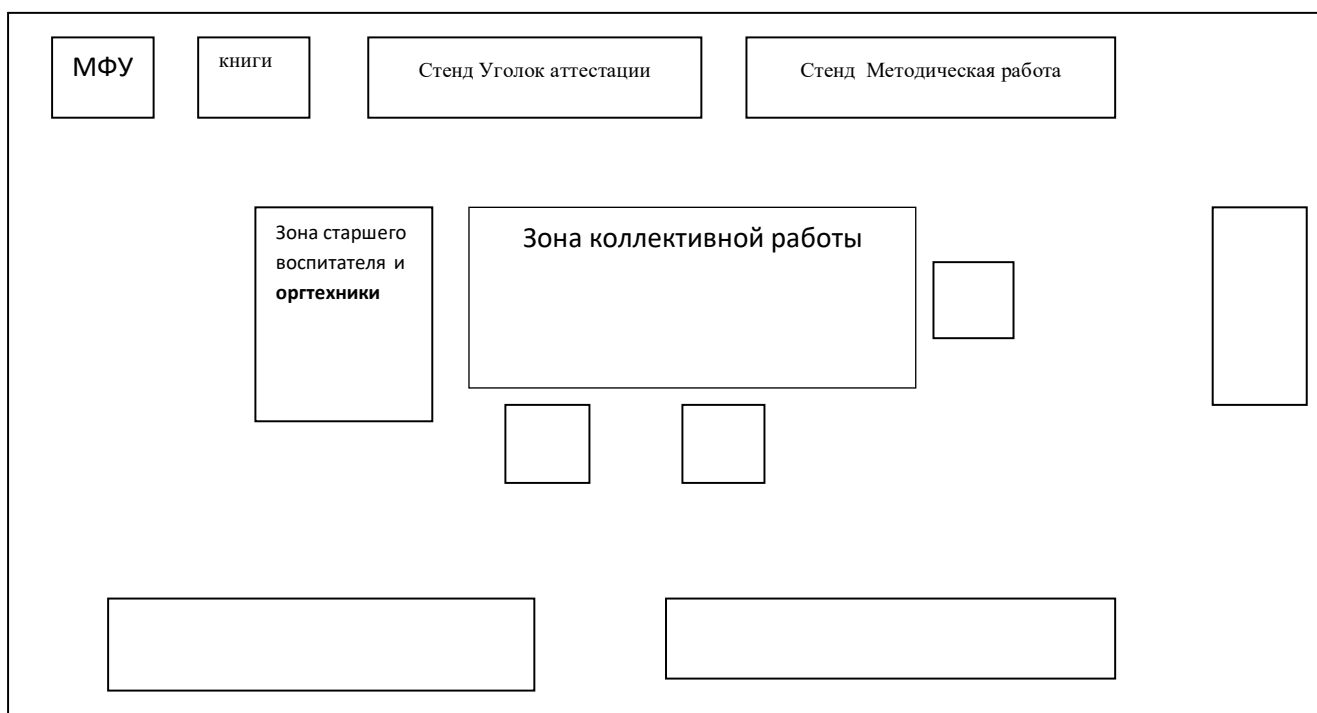 МФУ
книги
Стенд Уголок аттестации
Стенд  Методическая работа
Зона старшего
воспитателя и
оргтехники
Зона коллективной работы